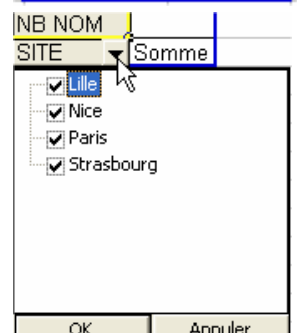 NB NOM
SITE Somme
Lille
Nice
Paris
Strasbourg
OK Annuler